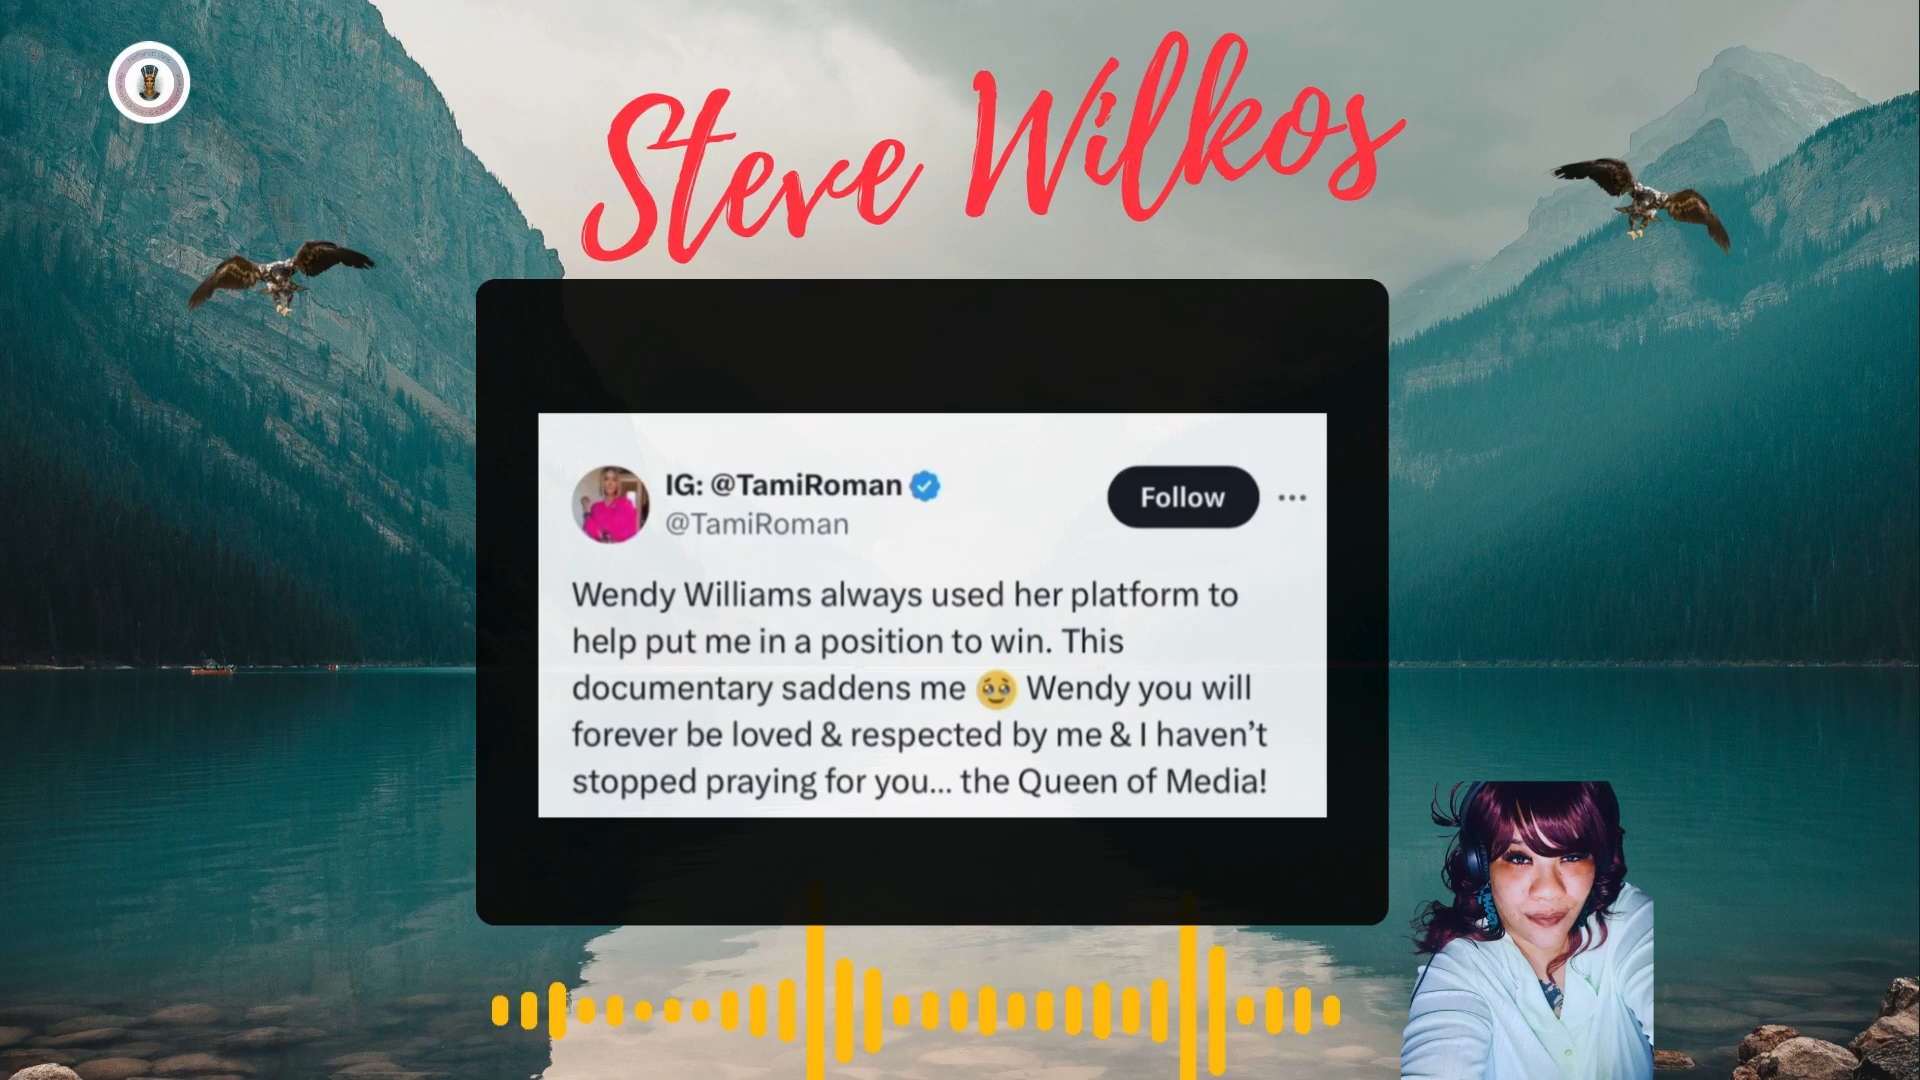 Steve Wilkos
IG: @TamiRoman
@TamiRoman
Follow
Wendy Williams always used her platform to
help put me in a position to win. This
documentary saddens me 🥹 Wendy you will
forever be loved & respected by me & I haven’t
stopped praying for you... the Queen of Media!